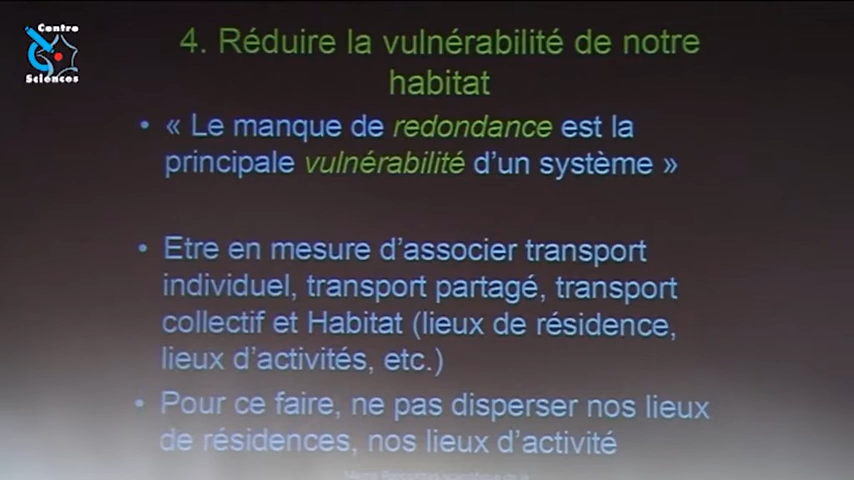 Centre
Sciences
4. Réduire la vulnérabilité de notre
habitat
• « Le manque de redondance est la
principale vulnérabilité d'un système »
• Etre en mesure d'associer transport
individuel, transport partagé, transport
collectif et Habitat (lieux de résidence,
lieux d'activités, etc.)
• Pour ce faire, ne pas disperser nos lieux
de résidences, nos lieux d'activité